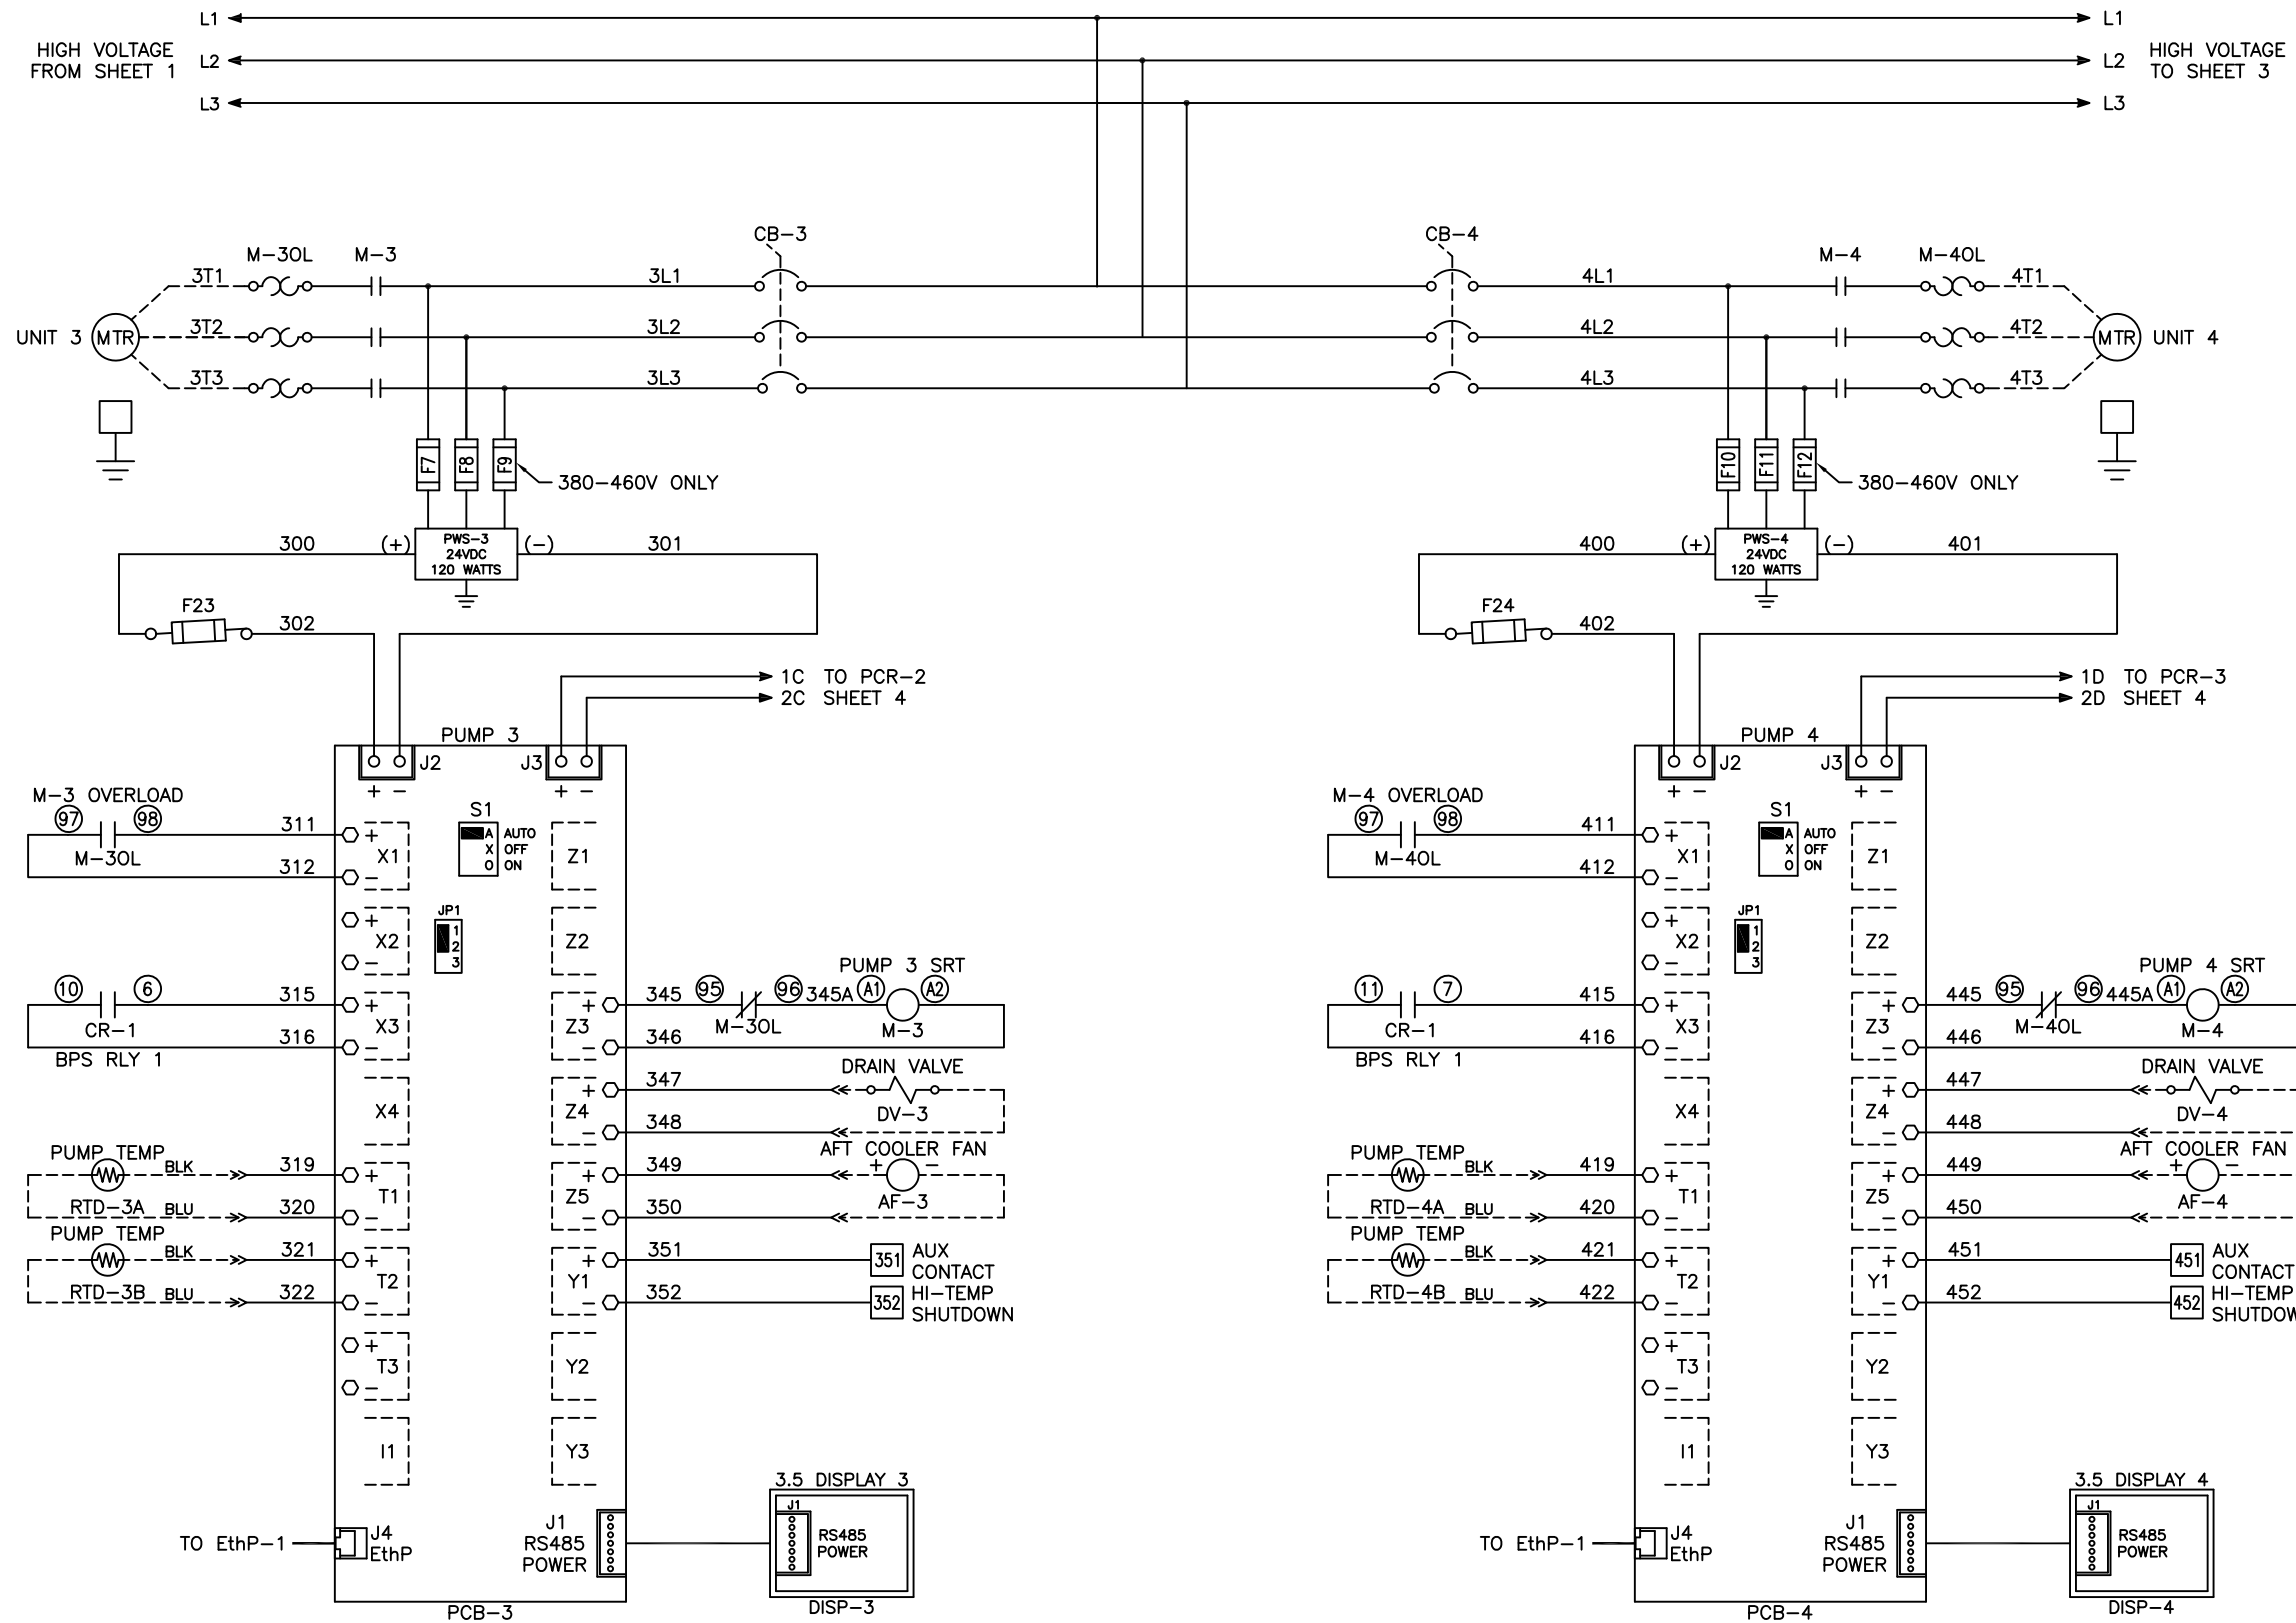 L1
L1
HIGH VOLTAGE
FROM SHEET 1
L2
L2
HIGH VOLTAGE
TO SHEET 3
L3
L3
CB-3
M-3OL
M-3
3T1
3L1
UNIT 3
MTR
3T2
3L2
3T3
3L3
F7
F8
F9
380-460V ONLY
300
(+)
PWS-3
24VDC
120 WATTS
(-)
301
F23
302
1C TO PCR-2
2C SHEET 4
PUMP 3
J2
J3
+ -
+ -
M-3 OVERLOAD
97
98
M-3OL
311
312
+
X1
-
S1
A AUTO
X OFF
O ON
Z1
+
X2
-
JP1
1
2
3
Z2
10
6
CR-1
BPS RLY 1
315
316
+
X3
-
+
Z3
-
345
95
96
345A
PUMP 3 SRT
A1
A2
M-3OL
M-3
346
X4
+
Z4
-
347
DRAIN VALVE
DV-3
348
PUMP TEMP
BLK
319
RTD-3A
BLU
320
+
T1
-
+
Z5
-
349
AFT COOLER FAN
+ -
AF-3
350
PUMP TEMP
BLK
321
RTD-3B
BLU
322
+
T2
-
+
Y1
-
351
351
AUX
CONTACT
352
352
HI-TEMP
SHUTDOWN
+
T3
-
Y2
I1
Y3
TO EthP-1
J4
EthP
J1
RS485
POWER
3.5 DISPLAY 3
J1
RS485
POWER
DISP-3
PCB-3
CB-4
M-4
M-4OL
4L1
4T1
4L2
4T2
MTR
UNIT 4
4L3
4T3
F10
F11
F12
380-460V ONLY
400
(+)
PWS-4
24VDC
120 WATTS
(-)
401
F24
402
1D TO PCR-3
2D SHEET 4
PUMP 4
J2
J3
+ -
+ -
M-4 OVERLOAD
97
98
M-4OL
411
412
+
X1
-
S1
A AUTO
X OFF
O ON
Z1
+
X2
-
JP1
1
2
3
Z2
11
7
CR-1
BPS RLY 1
415
416
+
X3
-
+
Z3
-
445
95
96
445A
PUMP 4 SRT
A1
A2
M-4OL
M-4
446
X4
+
Z4
-
447
DRAIN VALVE
DV-4
448
PUMP TEMP
BLK
419
RTD-4A
BLU
420
+
T1
-
+
Z5
-
449
AFT COOLER FAN
+ -
AF-4
450
PUMP TEMP
BLK
421
RTD-4B
BLU
422
+
T2
-
+
Y1
-
451
451
AUX
CONTACT
452
452
HI-TEMP
+
T3
-
Y2
I1
Y3
TO EthP-1
J4
EthP
J1
RS485
POWER
3.5 DISPLAY 4
J1
RS485
POWER
DISP-4
PCB-4